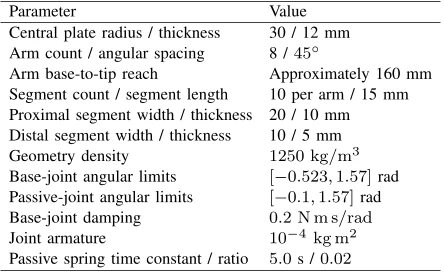 Parameter Value
Central plate radius / thickness 30 / 12 mm
Arm count / angular spacing 8 / 45°
Arm base-to-tip reach Approximately 160 mm
Segment count / segment length 10 per arm / 15 mm
Proximal segment width / thickness 20 / 10 mm
Distal segment width / thickness 10 / 5 mm
Geometry density 1250 kg/m³
Base-joint angular limits [−0.523, 1.57] rad
Passive-joint angular limits [−0.1, 1.57] rad
Base-joint damping 0.2 N m s/rad
Joint armature 10⁻⁴ kg m²
Passive spring time constant / ratio 5.0 s / 0.02